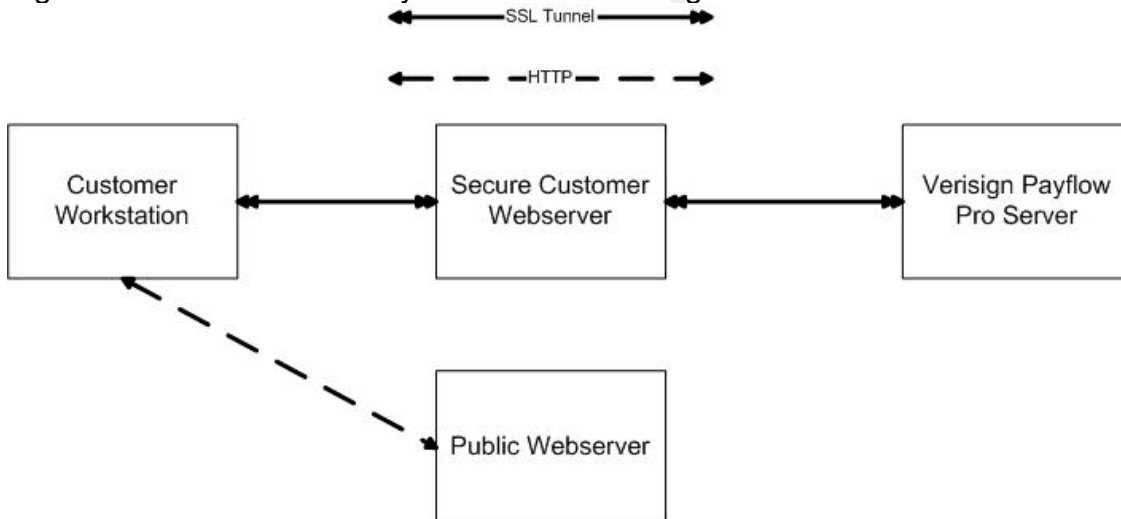 SSL Tunnel
HTTP
Customer
Workstation
Secure Customer
Webserver
Verisign Payflow
Pro Server
Public Webserver